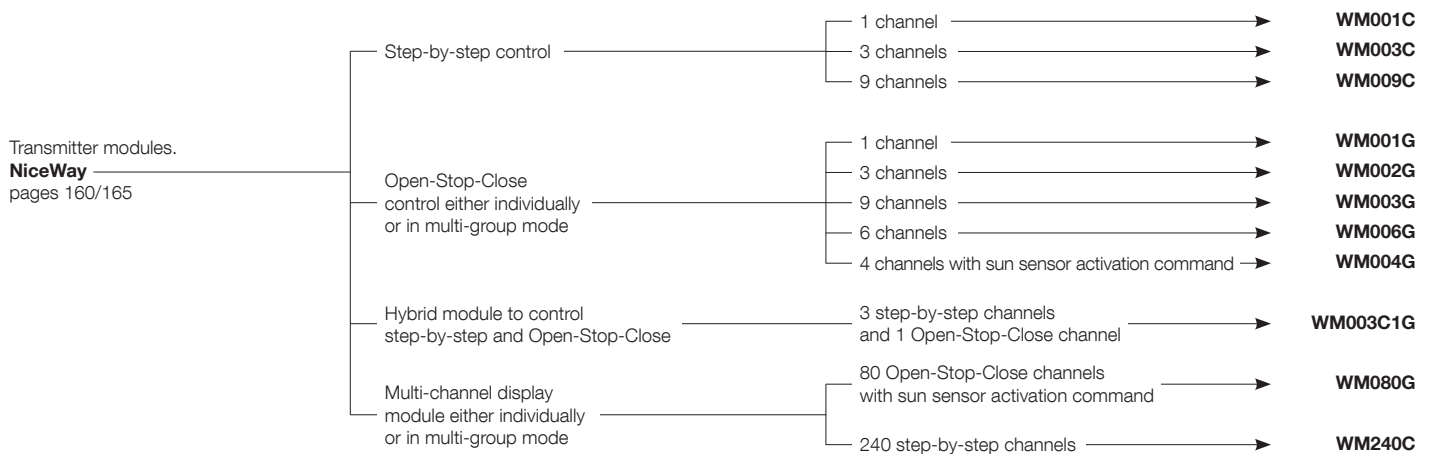 Transmitter modules.
NiceWay
pages 160/165
Step-by-step control
1 channel
WM001C
3 channels
WM003C
9 channels
WM009C
Open-Stop-Close
control either individually
or in multi-group mode
1 channel
WM001G
3 channels
WM002G
9 channels
WM003G
6 channels
WM006G
4 channels with sun sensor activation command
WM004G
Hybrid module to control
step-by-step and Open-Stop-Close
3 step-by-step channels
and 1 Open-Stop-Close channel
WM003C1G
Multi-channel display
module either individually
or in multi-group mode
80 Open-Stop-Close channels
with sun sensor activation command
WM080G
240 step-by-step channels
WM240C